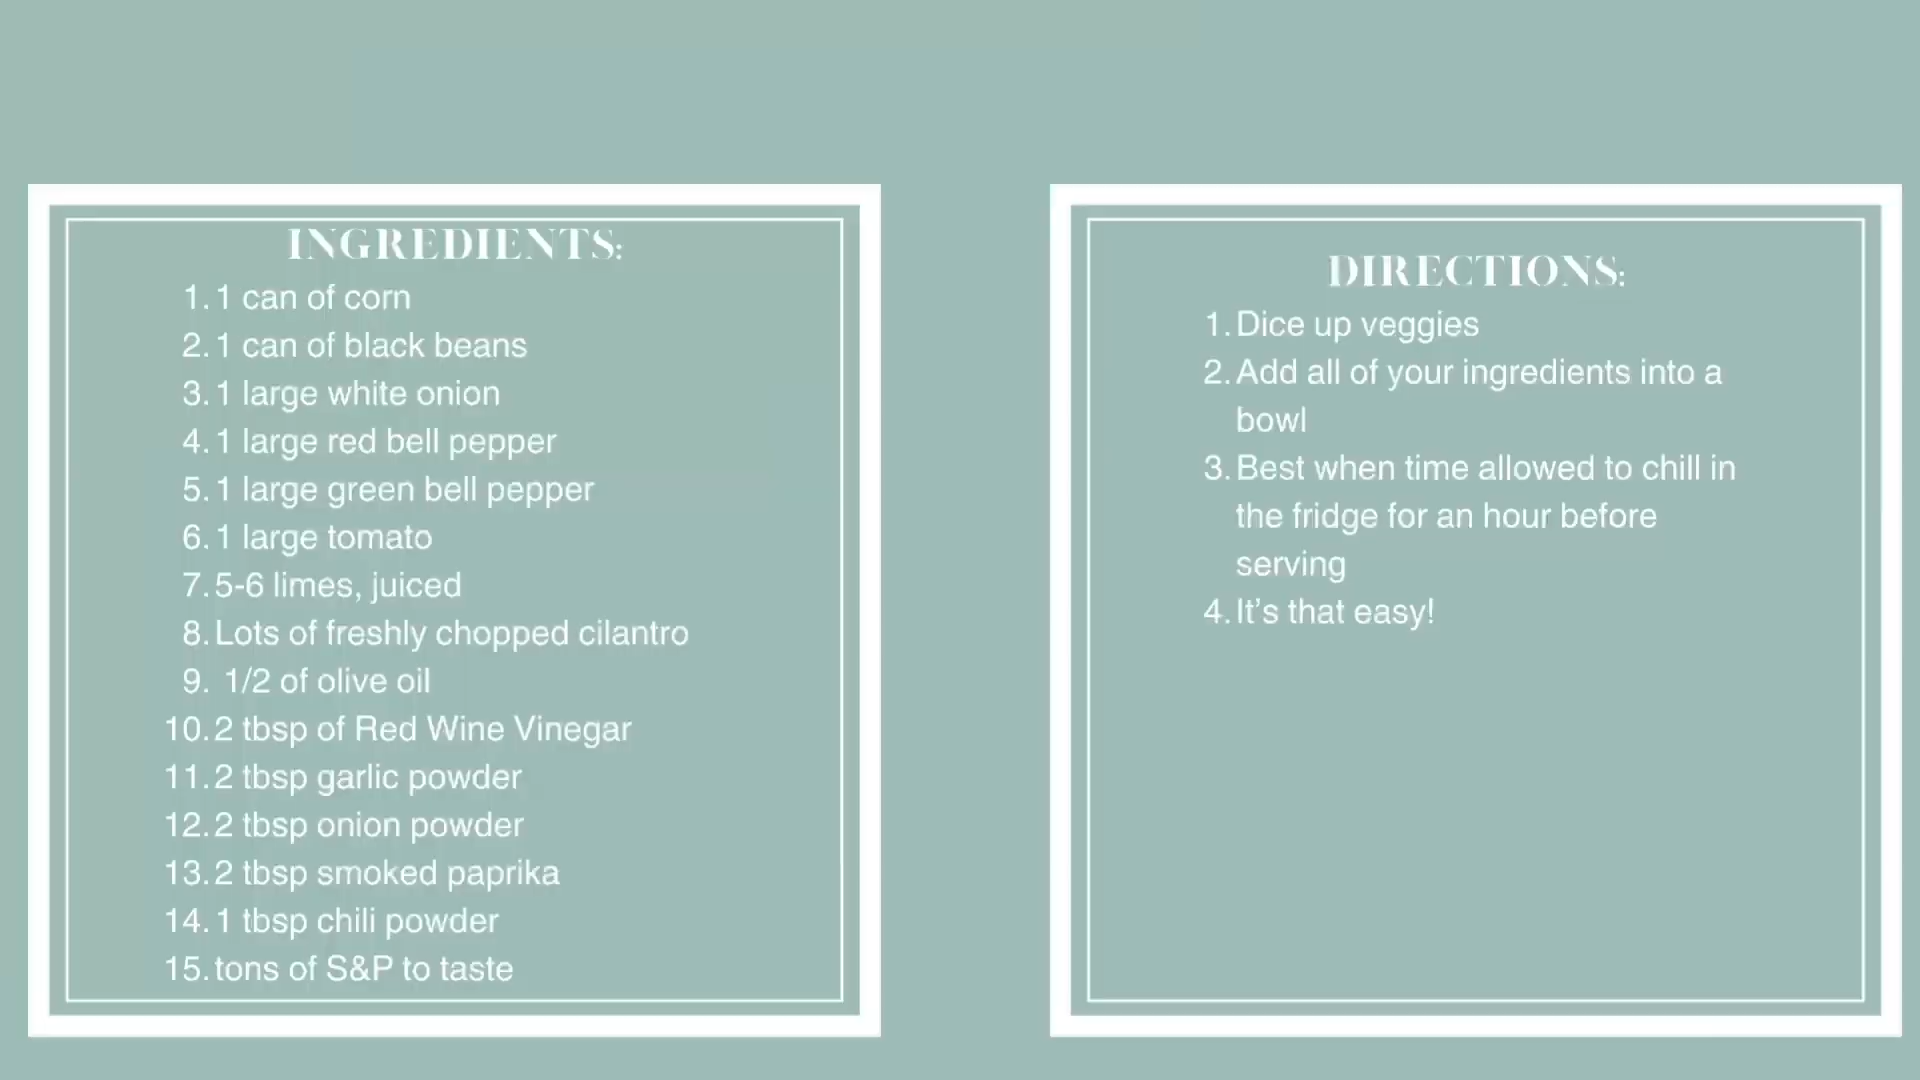 INGREDIENTS:
1. 1 can of corn
2. 1 can of black beans
3. 1 large white onion
4. 1 large red bell pepper
5. 1 large green bell pepper
6. 1 large tomato
7. 5-6 limes, juiced
8. Lots of freshly chopped cilantro
9. 1/2 of olive oil
10. 2 tbsp of Red Wine Vinegar
11. 2 tbsp garlic powder
12. 2 tbsp onion powder
13. 2 tbsp smoked paprika
14. 1 tbsp chili powder
15. tons of S&P to taste
DIRECTIONS:
1. Dice up veggies
2. Add all of your ingredients into a
bowl
3. Best when time allowed to chill in
the fridge for an hour before
serving
4. It’s that easy!